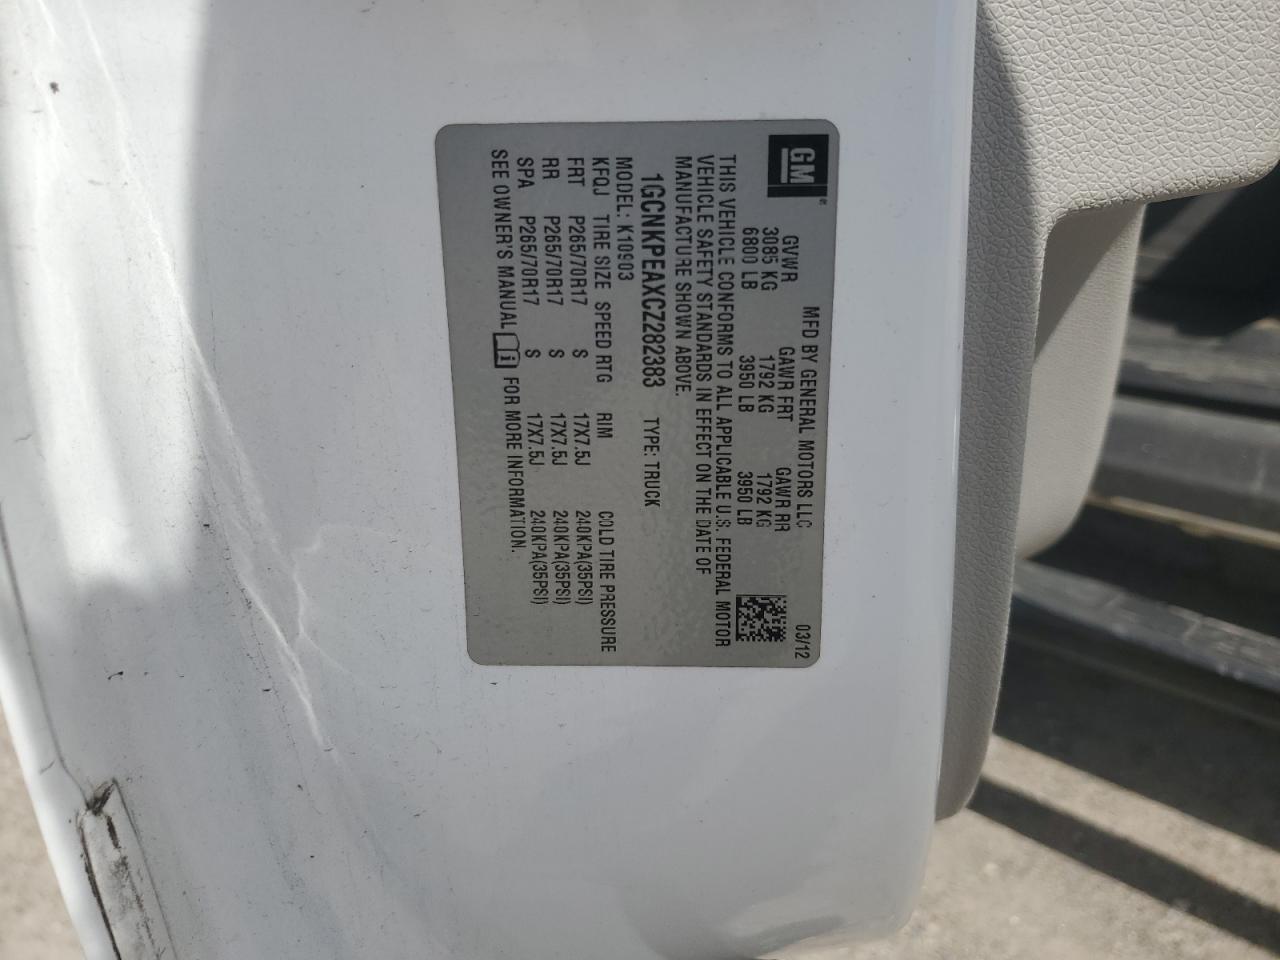 GM
MFD BY GENERAL MOTORS LLC 03/12
GVWR GAWR FRT GAWR RR
3085 KG 1792 KG 1792 KG
6800 LB 3950 LB 3950 LB
THIS VEHICLE CONFORMS TO ALL APPLICABLE U.S. FEDERAL MOTOR
VEHICLE SAFETY STANDARDS IN EFFECT ON THE DATE OF
MANUFACTURE SHOWN ABOVE.
1GCNKPEAXCZ282383 TYPE: TRUCK
MODEL: K10903
KFQJ TIRE SIZE SPEED RTG RIM COLD TIRE PRESSURE
FRT P265/70R17 S 17X7.5J 240KPA(35PSI)
RR P265/70R17 S 17X7.5J 240KPA(35PSI)
SPA P265/70R17 S 17X7.5J 240KPA(35PSI)
SEE OWNER'S MANUAL i FOR MORE INFORMATION.